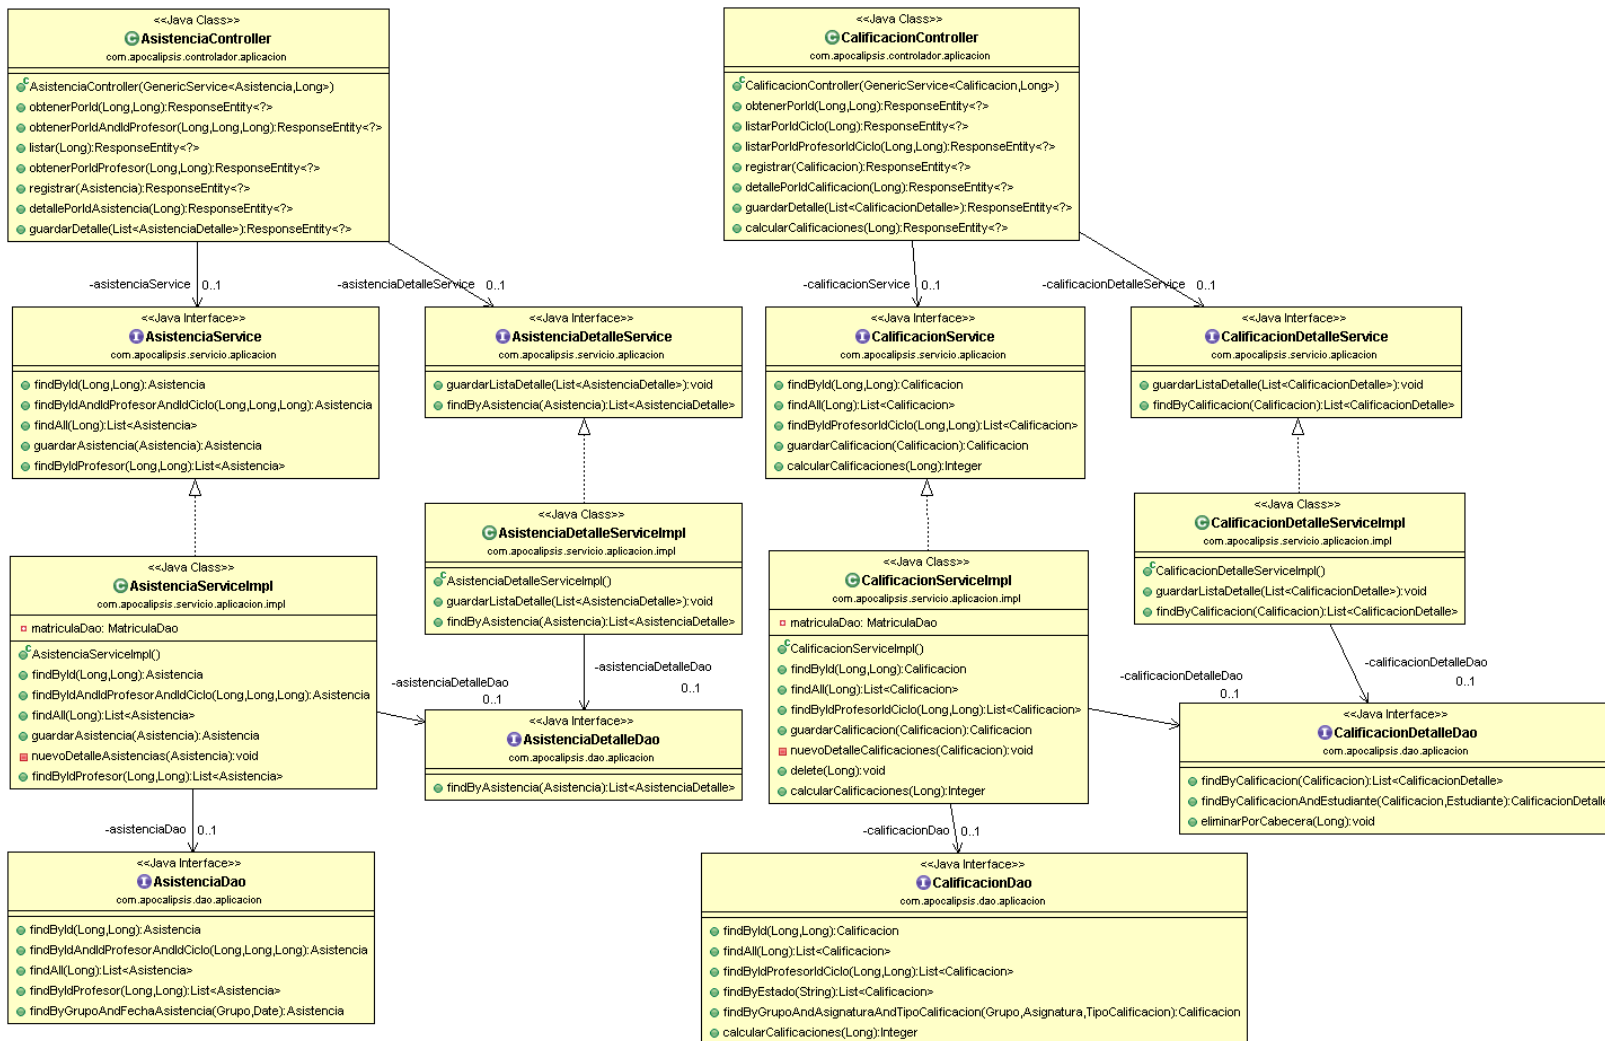 <<Java Class>>
AsistenciaController
com.apocalipsis.controlador.aplicacion
AsistenciaController(GenericService<Asistencia,Long>)
obtenerPorId(Long,Long):ResponseEntity<?>
obtenerPorIdAndIdProfesor(Long,Long,Long):ResponseEntity<?>
listar(Long):ResponseEntity<?>
obtenerPorIdProfesor(Long,Long):ResponseEntity<?>
registrar(Asistencia):ResponseEntity<?>
detallePorIdAsistencia(Long):ResponseEntity<?>
guardarDetalle(List<AsistenciaDetalle>):ResponseEntity<?>
<<Java Class>>
CalificacionController
com.apocalipsis.controlador.aplicacion
CalificacionController(GenericService<Calificacion,Long>)
obtenerPorId(Long,Long):ResponseEntity<?>
listarPorIdCiclo(Long):ResponseEntity<?>
listarPorIdProfesorIdCiclo(Long,Long):ResponseEntity<?>
registrar(Calificacion):ResponseEntity<?>
detallePorIdCalificacion(Long):ResponseEntity<?>
guardarDetalle(List<CalificacionDetalle>):ResponseEntity<?>
calcularCalificaciones(Long):ResponseEntity<?>
-asistenciaService 0..1
-asistenciaDetalleService 0..1
-calificacionService 0..1
-calificacionDetalleService 0..1
<<Java Interface>>
AsistenciaService
com.apocalipsis.servicio.aplicacion
findById(Long,Long):Asistencia
findByIdAndIdProfesorAndIdCiclo(Long,Long,Long):Asistencia
findAll(Long):List<Asistencia>
guardarAsistencia(Asistencia):Asistencia
findByIdProfesor(Long,Long):List<Asistencia>
<<Java Interface>>
AsistenciaDetalleService
com.apocalipsis.servicio.aplicacion
guardarListaDetalle(List<AsistenciaDetalle>):void
findByAsistencia(Asistencia):List<AsistenciaDetalle>
<<Java Interface>>
CalificacionService
com.apocalipsis.servicio.aplicacion
findById(Long,Long):Calificacion
findAll(Long):List<Calificacion>
findByIdProfesorIdCiclo(Long,Long):List<Calificacion>
guardarCalificacion(Calificacion):Calificacion
calcularCalificaciones(Long):Integer
<<Java Interface>>
CalificacionDetalleService
com.apocalipsis.servicio.aplicacion
guardarListaDetalle(List<CalificacionDetalle>):void
findByCalificacion(Calificacion):List<CalificacionDetalle>
<<Java Class>>
AsistenciaServiceImpl
com.apocalipsis.servicio.aplicacion.impl
matriculaDao: MatriculaDao
AsistenciaServiceImpl()
findById(Long,Long):Asistencia
findByIdAndIdProfesorAndIdCiclo(Long,Long,Long):Asistencia
findAll(Long):List<Asistencia>
guardarAsistencia(Asistencia):Asistencia
nuevoDetalleAsistencias(Asistencia):void
findByIdProfesor(Long,Long):List<Asistencia>
<<Java Class>>
AsistenciaDetalleServiceImpl
com.apocalipsis.servicio.aplicacion.impl
AsistenciaDetalleServiceImpl()
guardarListaDetalle(List<AsistenciaDetalle>):void
findByAsistencia(Asistencia):List<AsistenciaDetalle>
<<Java Class>>
CalificacionServiceImpl
com.apocalipsis.servicio.aplicacion.impl
matriculaDao: MatriculaDao
CalificacionServiceImpl()
findById(Long,Long):Calificacion
findAll(Long):List<Calificacion>
findByIdProfesorIdCiclo(Long,Long):List<Calificacion>
guardarCalificacion(Calificacion):Calificacion
nuevoDetalleCalificaciones(Calificacion):void
delete(Long):void
calcularCalificaciones(Long):Integer
<<Java Class>>
CalificacionDetalleServiceImpl
com.apocalipsis.servicio.aplicacion.impl
CalificacionDetalleServiceImpl()
guardarListaDetalle(List<CalificacionDetalle>):void
findByCalificacion(Calificacion):List<CalificacionDetalle>
-asistenciaDetalleDao
0..1
-asistenciaDetalleDao
0..1
-calificacionDetalleDao
0..1
-calificacionDetalleDao
0..1
<<Java Interface>>
AsistenciaDetalleDao
com.apocalipsis.dao.aplicacion
findByAsistencia(Asistencia):List<AsistenciaDetalle>
<<Java Interface>>
CalificacionDetalleDao
com.apocalipsis.dao.aplicacion
findByCalificacion(Calificacion):List<CalificacionDetalle>
findByCalificacionAndEstudiante(Calificacion,Estudiante):CalificacionDetalle
eliminarPorCabecera(Long):void
-asistenciaDao 0..1
-calificacionDao 0..1
<<Java Interface>>
AsistenciaDao
com.apocalipsis.dao.aplicacion
findById(Long,Long):Asistencia
findByIdAndIdProfesorAndIdCiclo(Long,Long,Long):Asistencia
findAll(Long):List<Asistencia>
findByIdProfesor(Long,Long):List<Asistencia>
findByGrupoAndFechaAsistencia(Grupo,Date):Asistencia
<<Java Interface>>
CalificacionDao
com.apocalipsis.dao.aplicacion
findById(Long,Long):Calificacion
findAll(Long):List<Calificacion>
findByIdProfesorIdCiclo(Long,Long):List<Calificacion>
findByEstado(String):List<Calificacion>
findByGrupoAndAsignaturaAndTipoCalificacion(Grupo,Asignatura,TipoCalificacion):Calificacion
calcularCalificaciones(Long):Integer